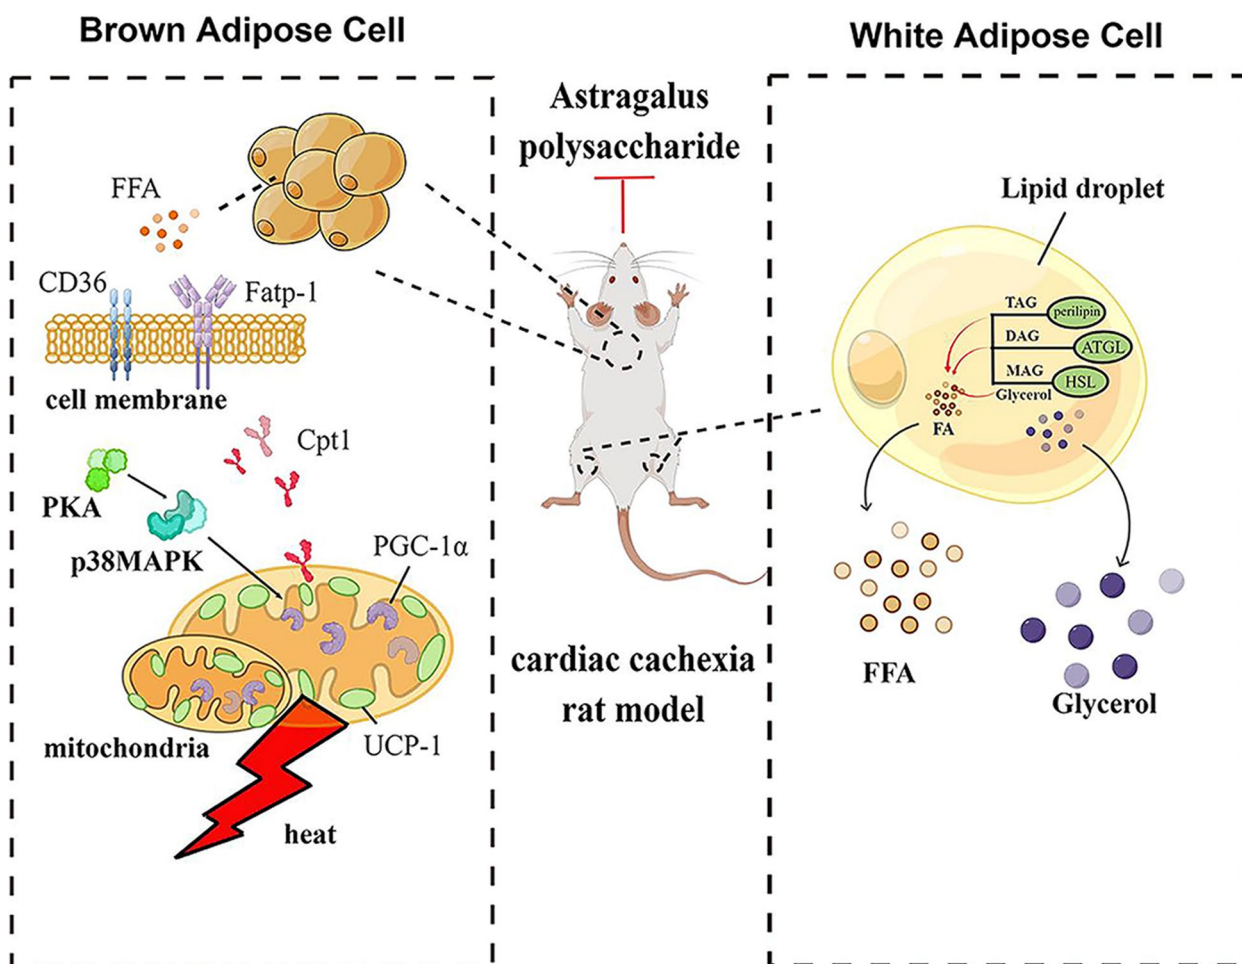 Brown Adipose Cell
White Adipose Cell
Astragalus
polysaccharide
FFA
CD36
Fatp-1
cell membrane
Cpt1
PKA
p38MAPK
PGC-1α
mitochondria
UCP-1
heat
cardiac cachexia
rat model
Lipid droplet
TAG
perilipin
DAG
ATGL
MAG
HSL
Glycerol
FA
FFA
Glycerol